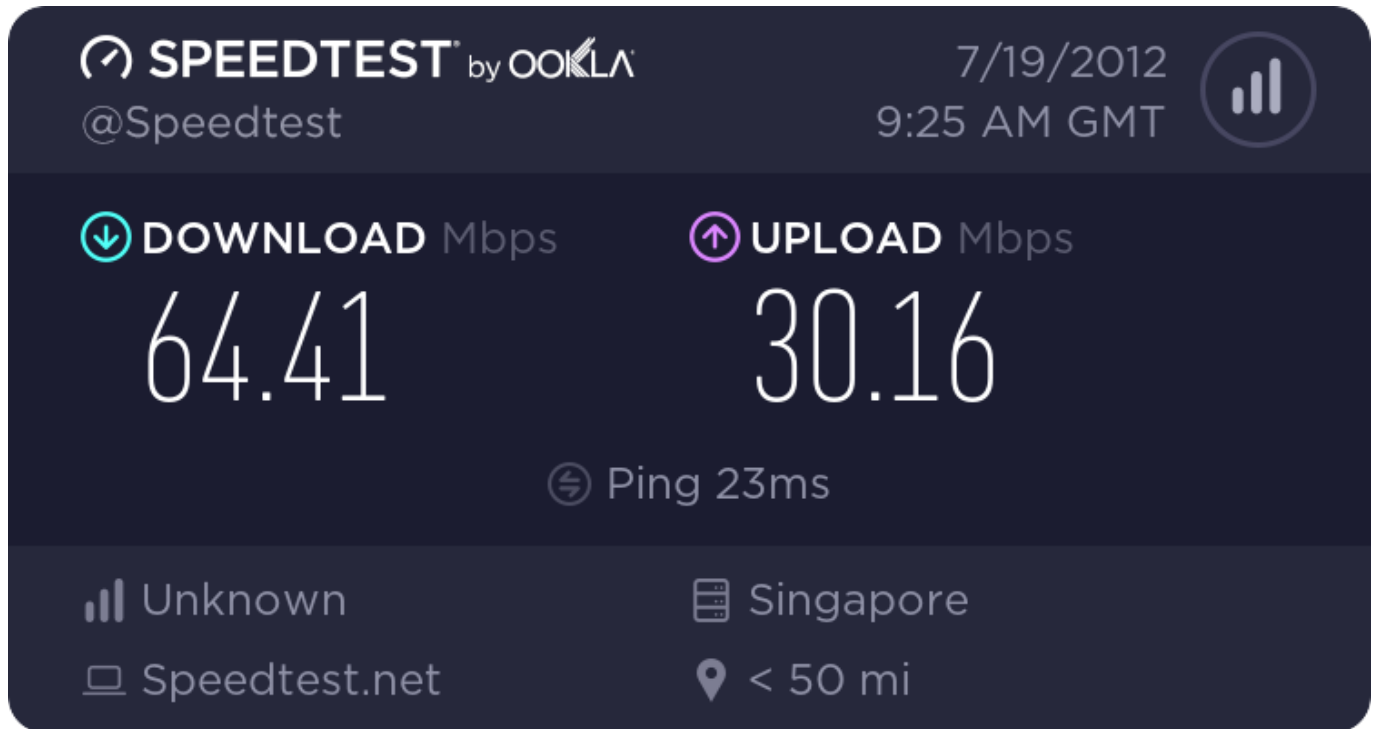 SPEEDTEST® by OOKLA®
@Speedtest
7/19/2012
9:25 AM GMT
DOWNLOAD Mbps
64.41
UPLOAD Mbps
30.16
Ping 23ms
Unknown
Singapore
Speedtest.net
< 50 mi